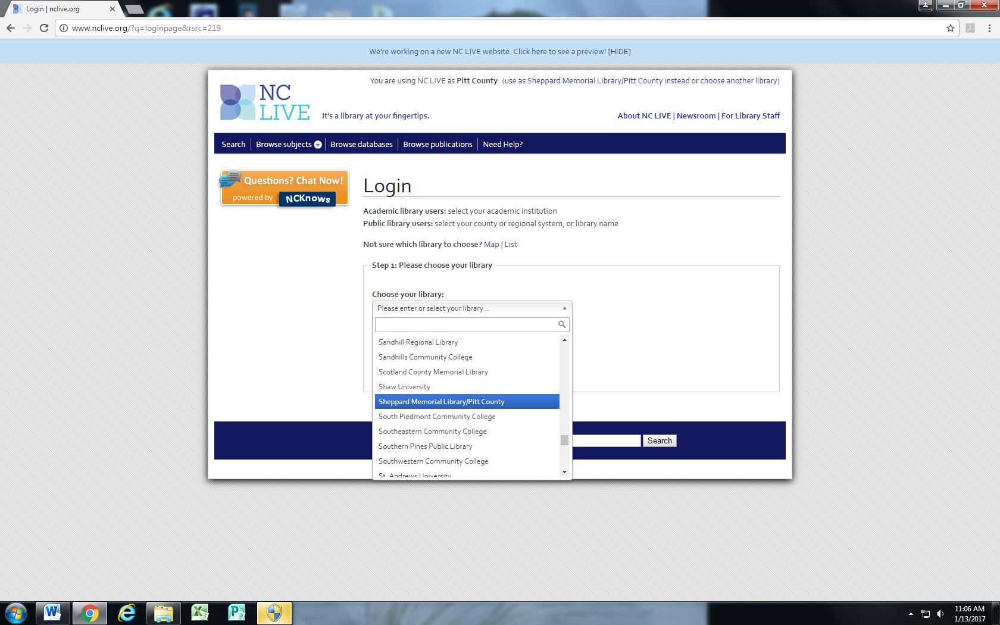 Login | nclive.org
www.nclive.org/?q=loginpage&rsrc=219
We're working on a new NC LIVE website. Click here to see a preview! [HIDE]
You are using NC LIVE as Pitt County. (use as Sheppard Memorial Library/Pitt County instead or choose another library)
NC
LIVE
It's a library at your fingertips.
About NC LIVE | Newsroom | For Library Staff
Search
Browse subjects
Browse databases
Browse publications
Need Help?
Questions? Chat Now!
powered by NCKnows
Login
Academic library users: select your academic institution
Public library users: select your county or regional system, or library name
Not sure which library to choose? Map | List
Step 1: Please choose your library
Choose your library:
Please enter or select your library...
Sandhill Regional Library
Sandhills Community College
Scotland County Memorial Library
Shaw University
Sheppard Memorial Library/Pitt County
South Piedmont Community College
Southeastern Community College
Southern Pines Public Library
Southwestern Community College
St. Andrews University
Search
11:06 AM
1/13/2017